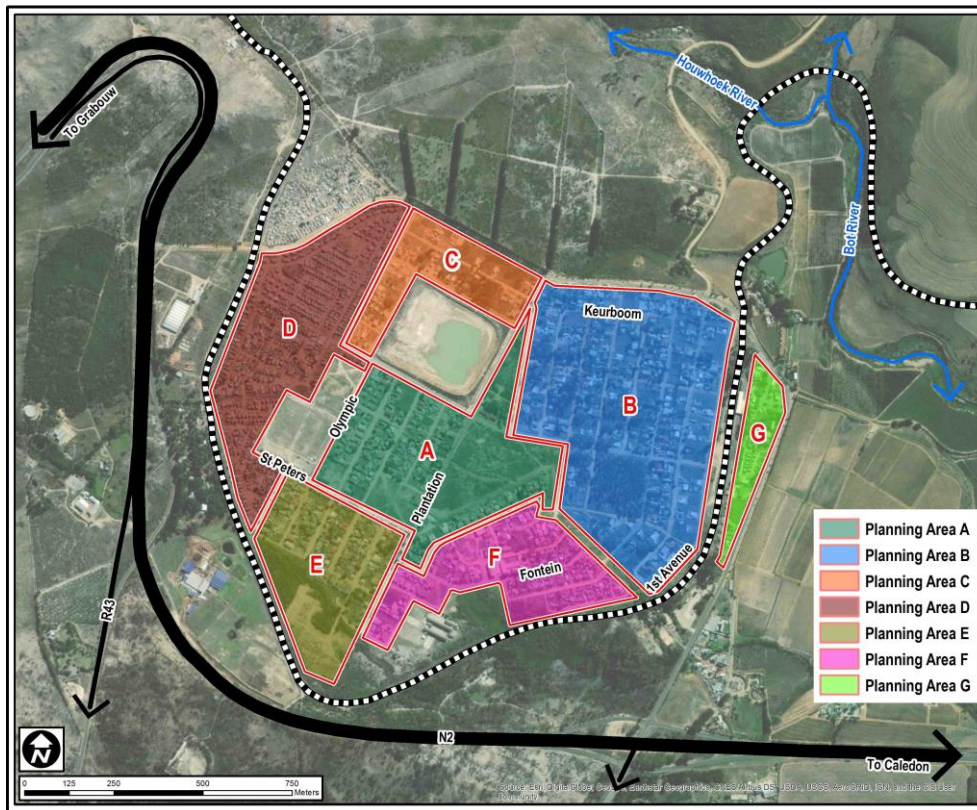 To Grabouw
Houwhoek River
Bot River
C
D
Keurboom
B
Olympic
A
G
St Peters
Plantation
E
F
Fontein
1st Avenue
R43
N2
To Caledon
Planning Area A
Planning Area B
Planning Area C
Planning Area D
Planning Area E
Planning Area F
Planning Area G
N
0 125 250 500 750
Meters